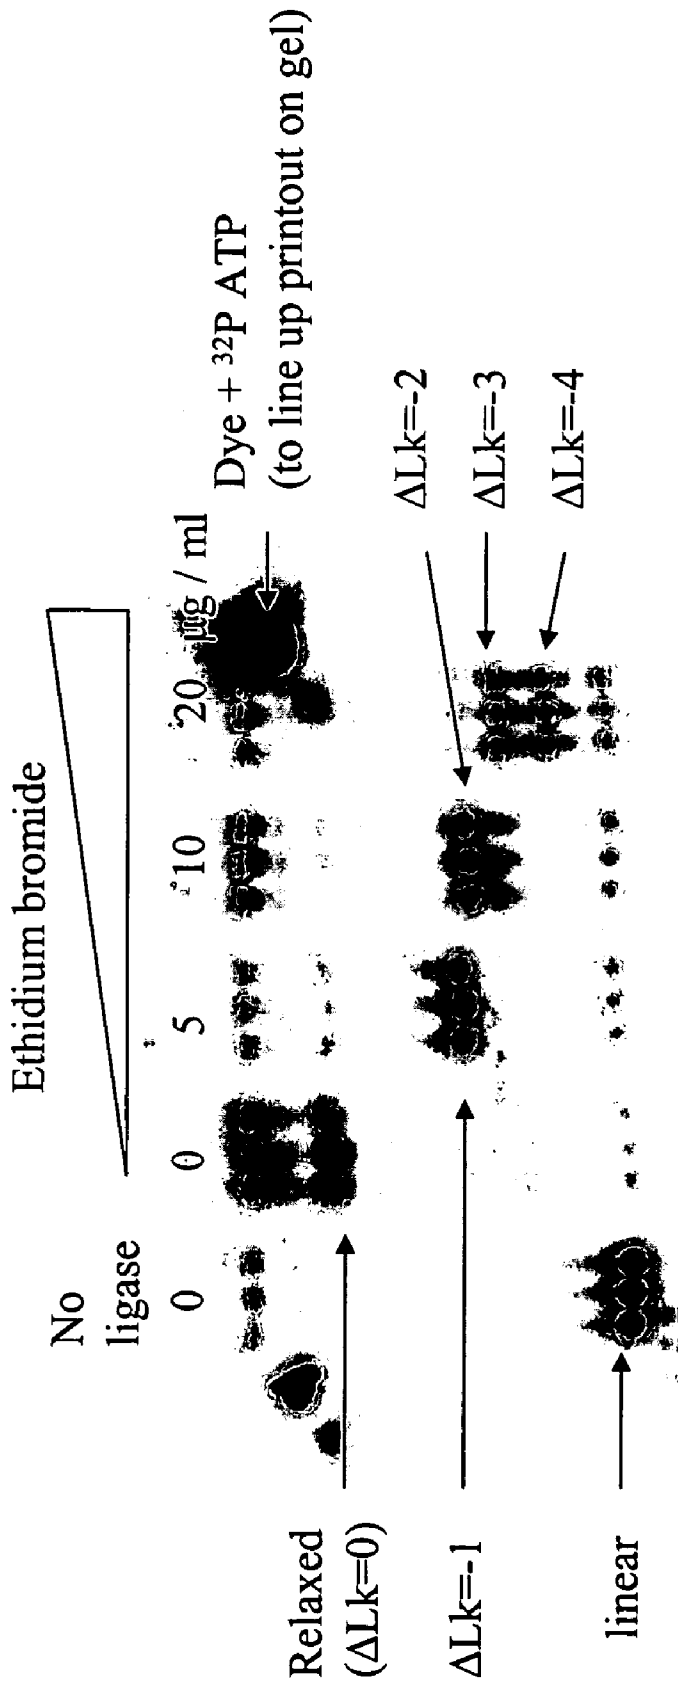 Ethidium bromide
No
ligase
0
0
5
10
20
µg / ml
Dye + ³²P ATP
(to line up printout on gel)
Relaxed
(ΔLk=0)
ΔLk=-1
linear
ΔLk=-2
ΔLk=-3
ΔLk=-4